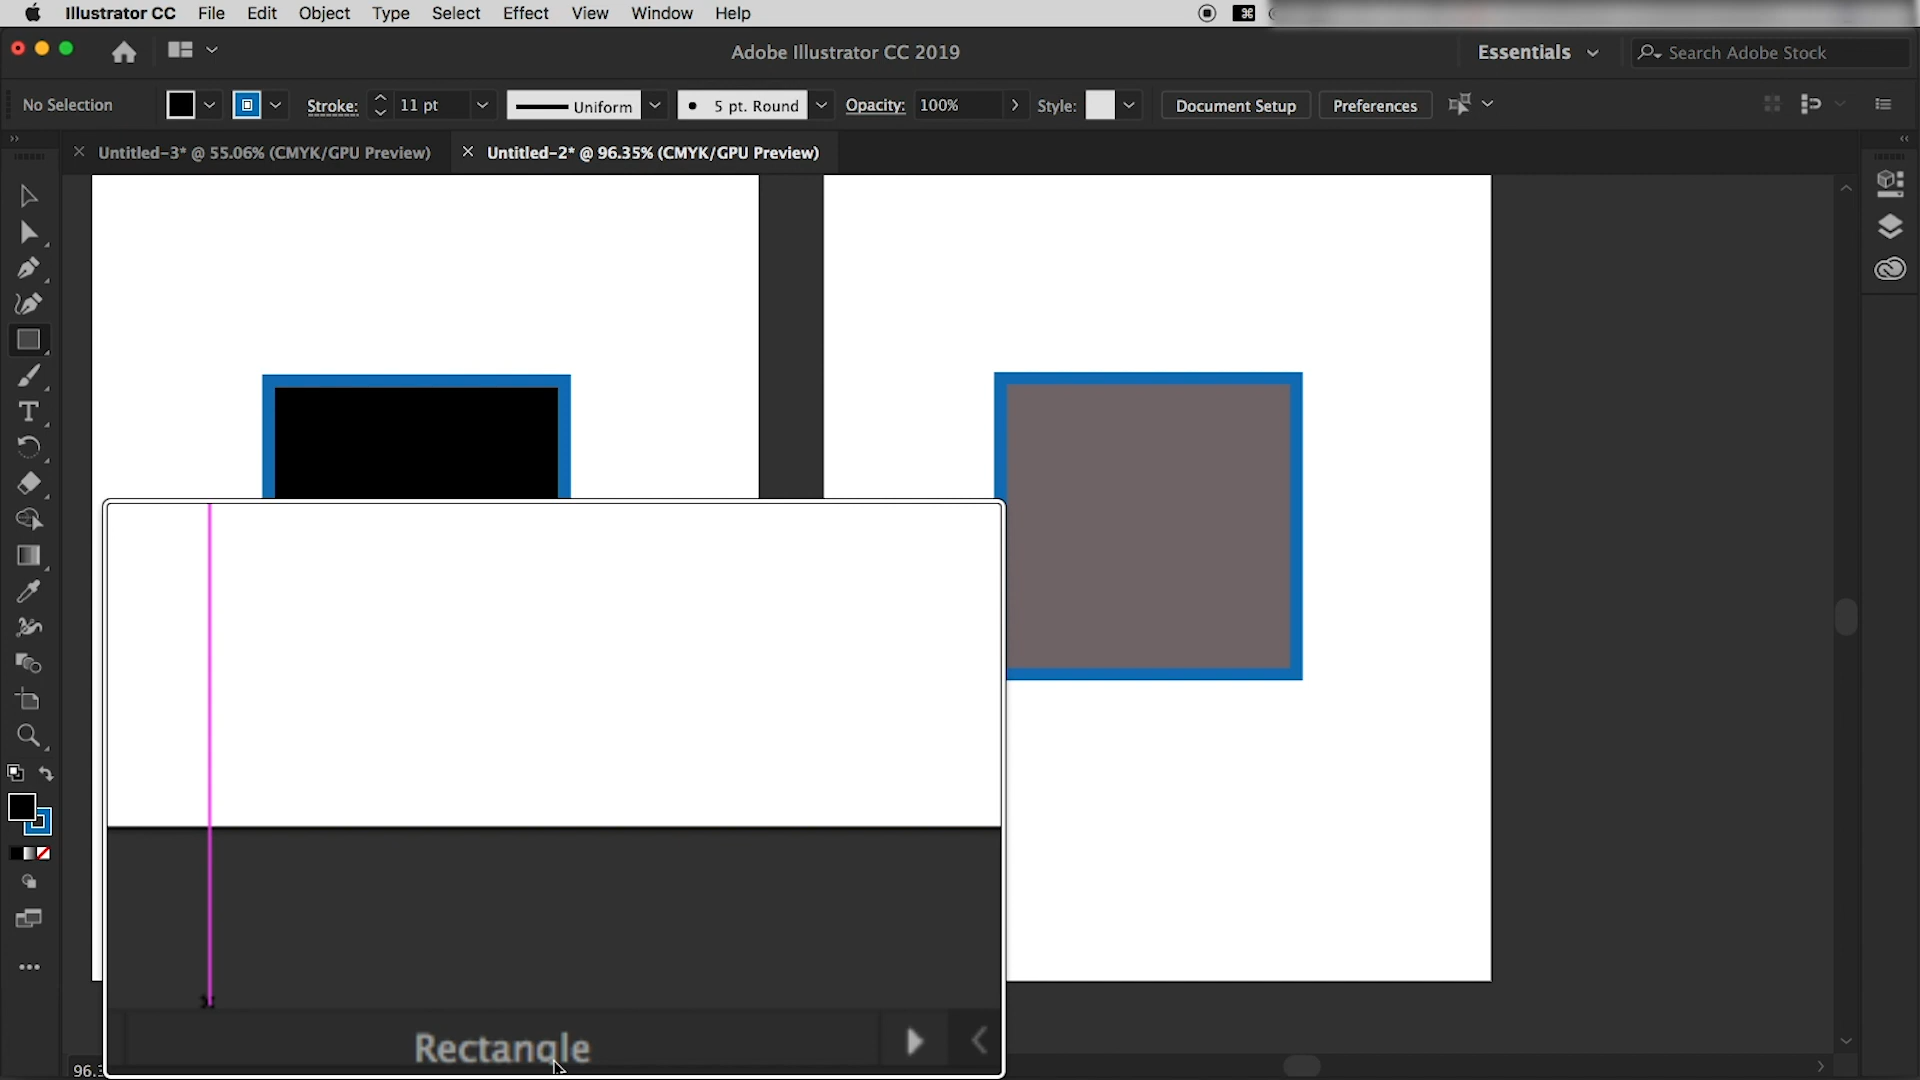 Illustrator CC File Edit Object Type Select Effect View Window Help
Adobe Illustrator CC 2019 Essentials Search Adobe Stock
No Selection Stroke: 11 pt Uniform 5 pt. Round Opacity: 100% Style: Document Setup Preferences
Untitled-3* @ 55.06% (CMYK/GPU Preview) Untitled-2* @ 96.35% (CMYK/GPU Preview)
Rectangle
96.3